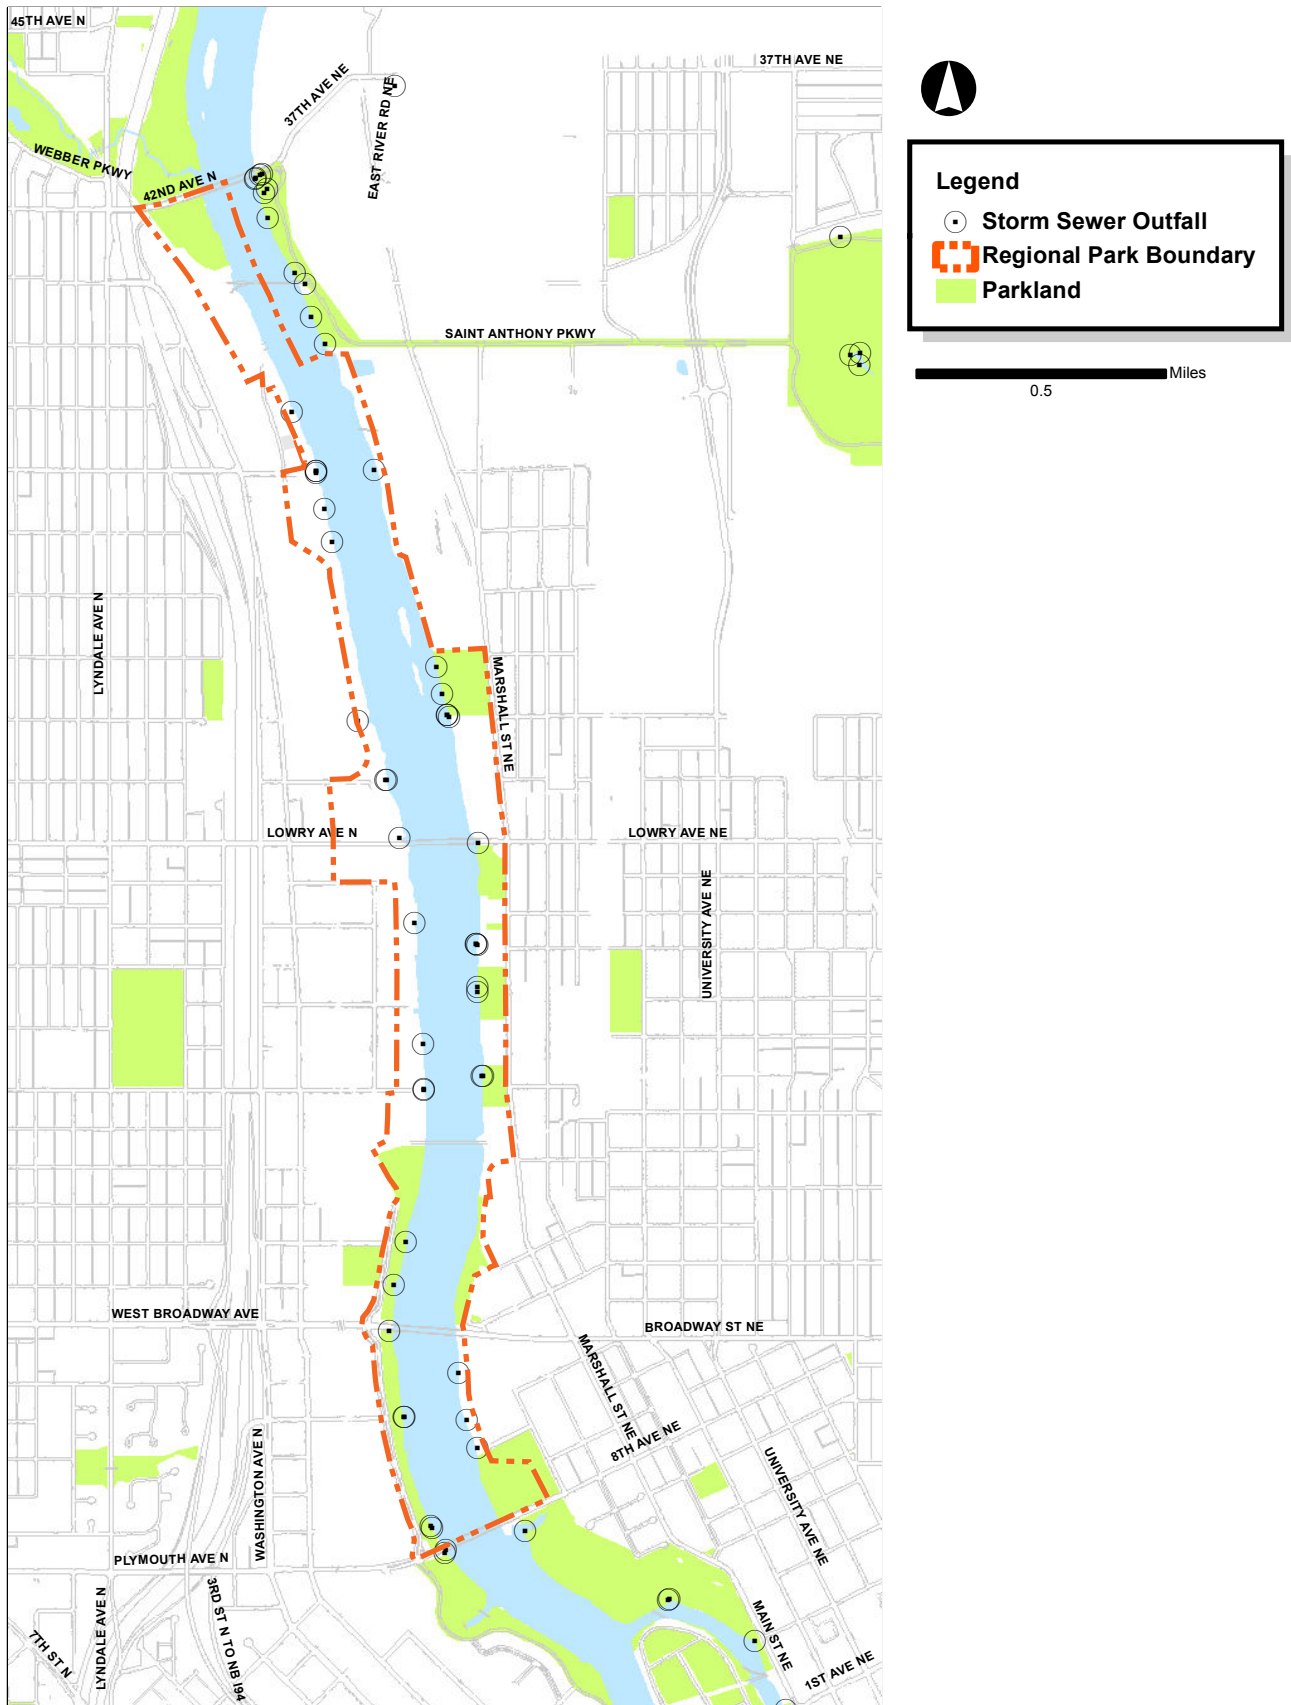 45TH AVE N
37TH AVE NE
37TH AVE NE
EAST RIVER RD NE
WEBBER PKWY
42ND AVE N
Legend
Storm Sewer Outfall
Regional Park Boundary
Parkland
SAINT ANTHONY PKWY
Miles
0.5
LYNDALE AVE N
MARSHALL ST NE
LOWRY AVE N
LOWRY AVE NE
UNIVERSITY AVE NE
WEST BROADWAY AVE
BROADWAY ST NE
MARSHALL ST NE
8TH AVE NE
WASHINGTON AVE N
UNIVERSITY AVE NE
PLYMOUTH AVE N
3RD ST N TO NB I94
LYNDALE AVE N
7TH ST N
MAIN ST NE
1ST AVE NE